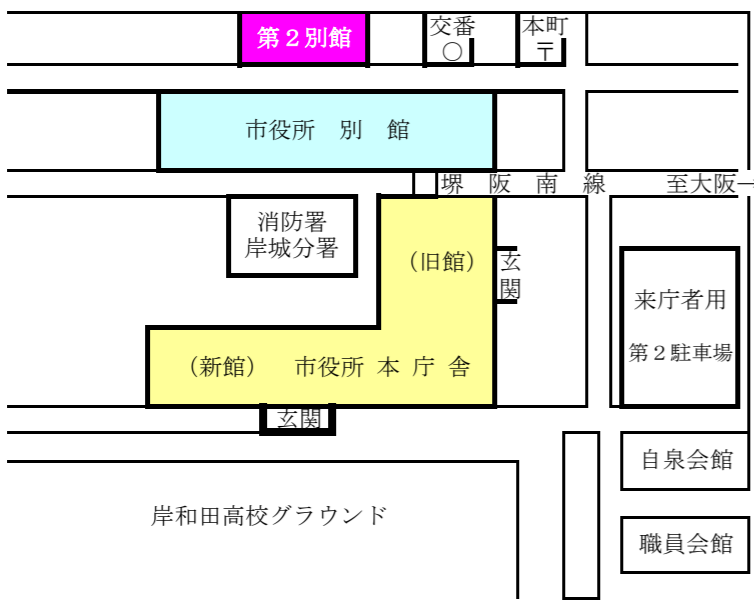 第２別館
交番
○
本町
〒
市役所　別　館
堺　阪　南　線　　至大阪→
消防署
岸城分署
（旧館）
玄関
来庁者用
第２駐車場
（新館）　市役所 本 庁 舎
玄関
自泉会館
岸和田高校グラウンド
職員会館